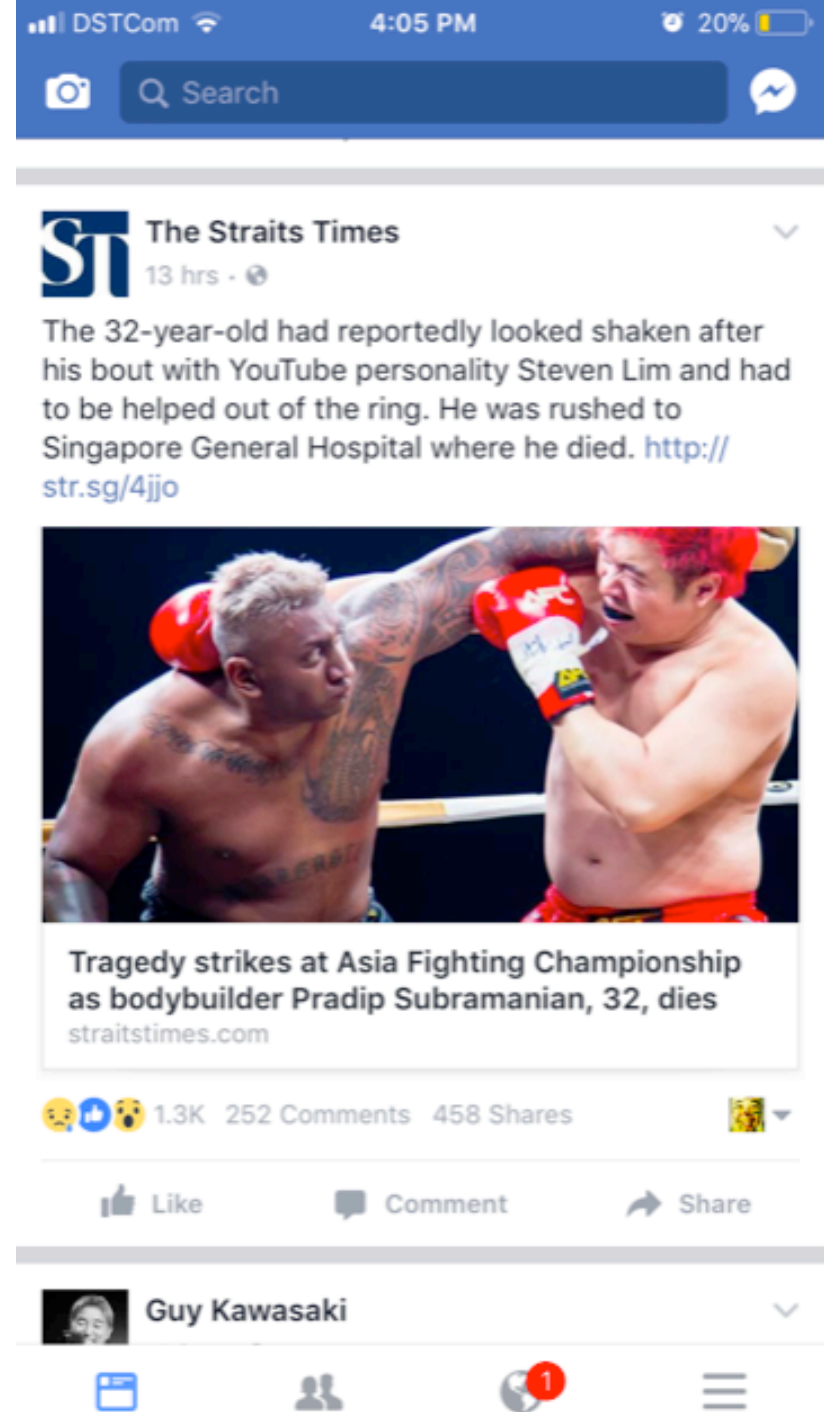 DSTCom 4:05 PM 20%
Search
ST The Straits Times
13 hrs ·
The 32-year-old had reportedly looked shaken after
his bout with YouTube personality Steven Lim and had
to be helped out of the ring. He was rushed to
Singapore General Hospital where he died. http://
str.sg/4jjo
Tragedy strikes at Asia Fighting Championship
as bodybuilder Pradip Subramanian, 32, dies
straitstimes.com
1.3K 252 Comments 458 Shares
Like Comment Share
Guy Kawasaki
1